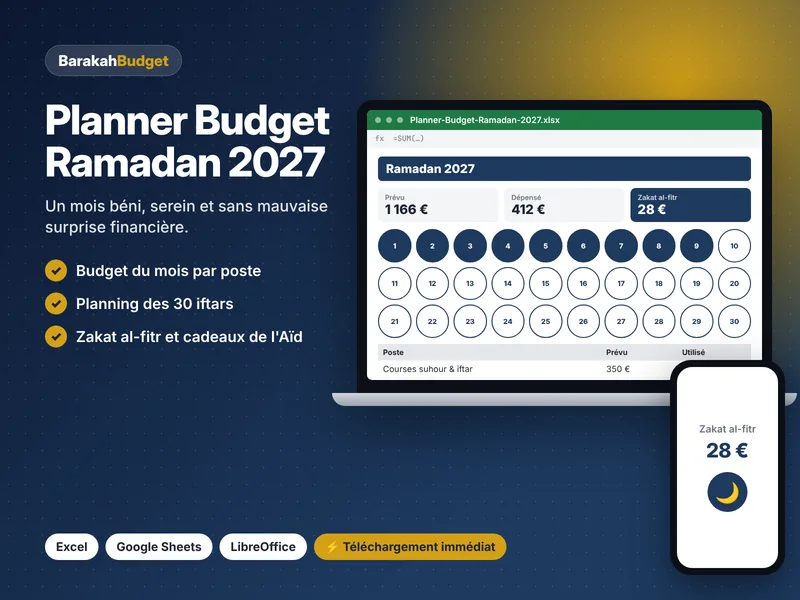 BarakahBudget
Planner Budget
Ramadan 2027
Un mois béni, serein et sans mauvaise
surprise financière.
Budget du mois par poste
Planning des 30 iftars
Zakat al-fitr et cadeaux de l'Aïd
Excel
Google Sheets
LibreOffice
⚡ Téléchargement immédiat
Planner-Budget-Ramadan-2027.xlsx
fx =SUM(…)
Ramadan 2027
Prévu
1 166 €
Dépensé
412 €
Zakat al-fitr
28 €
1 2 3 4 5 6 7 8 9 10
11 12 13 14 15 16 17 18 19 20
21 22 23 24 25 26 27 28 29 30
Poste Prévu Utilisé
Courses suhour & iftar 350 €
Zakat al-fitr
28 €